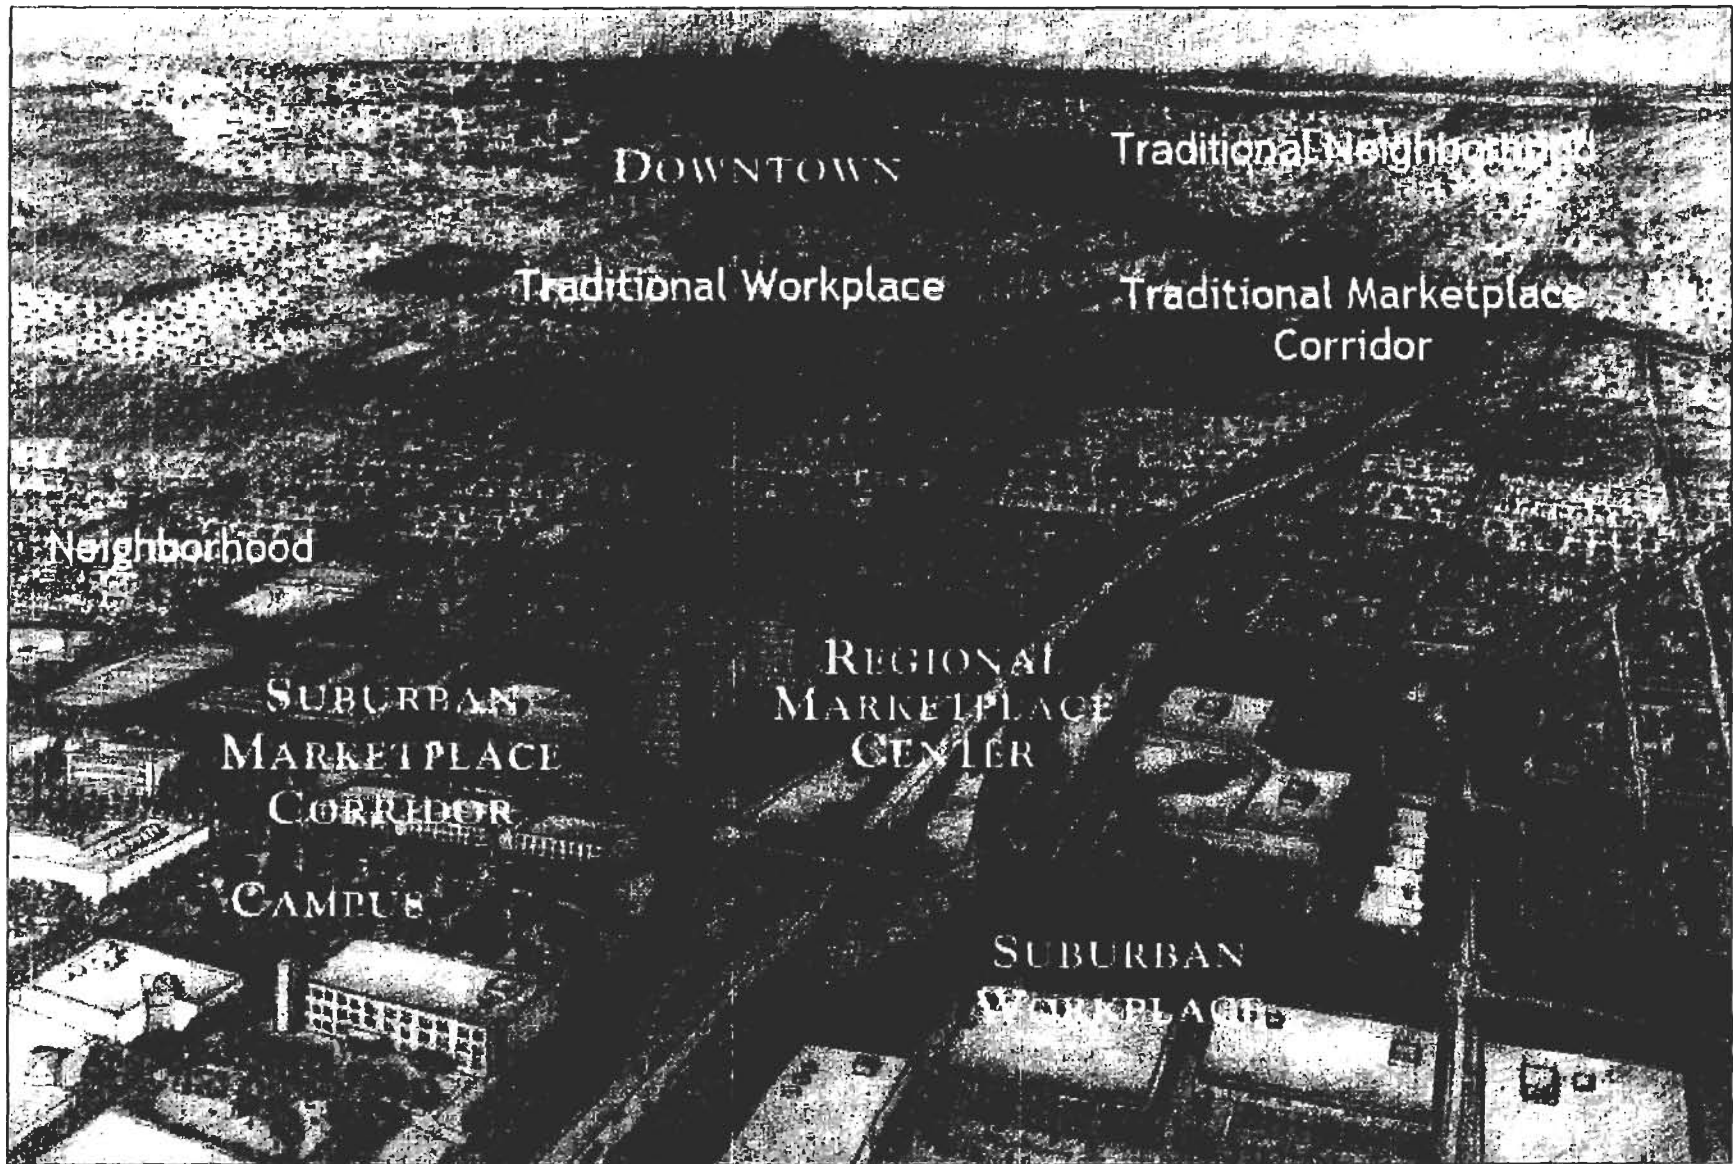 DOWNTOWN
Traditional Neighborhood
Traditional Workplace
Traditional Marketplace
Corridor
Neighborhood
REGIONAL
MARKETPLACE
CENTER
SUBURBAN
MARKETPLACE
CORRIDOR
CAMPUS
SUBURBAN
WORKPLACE